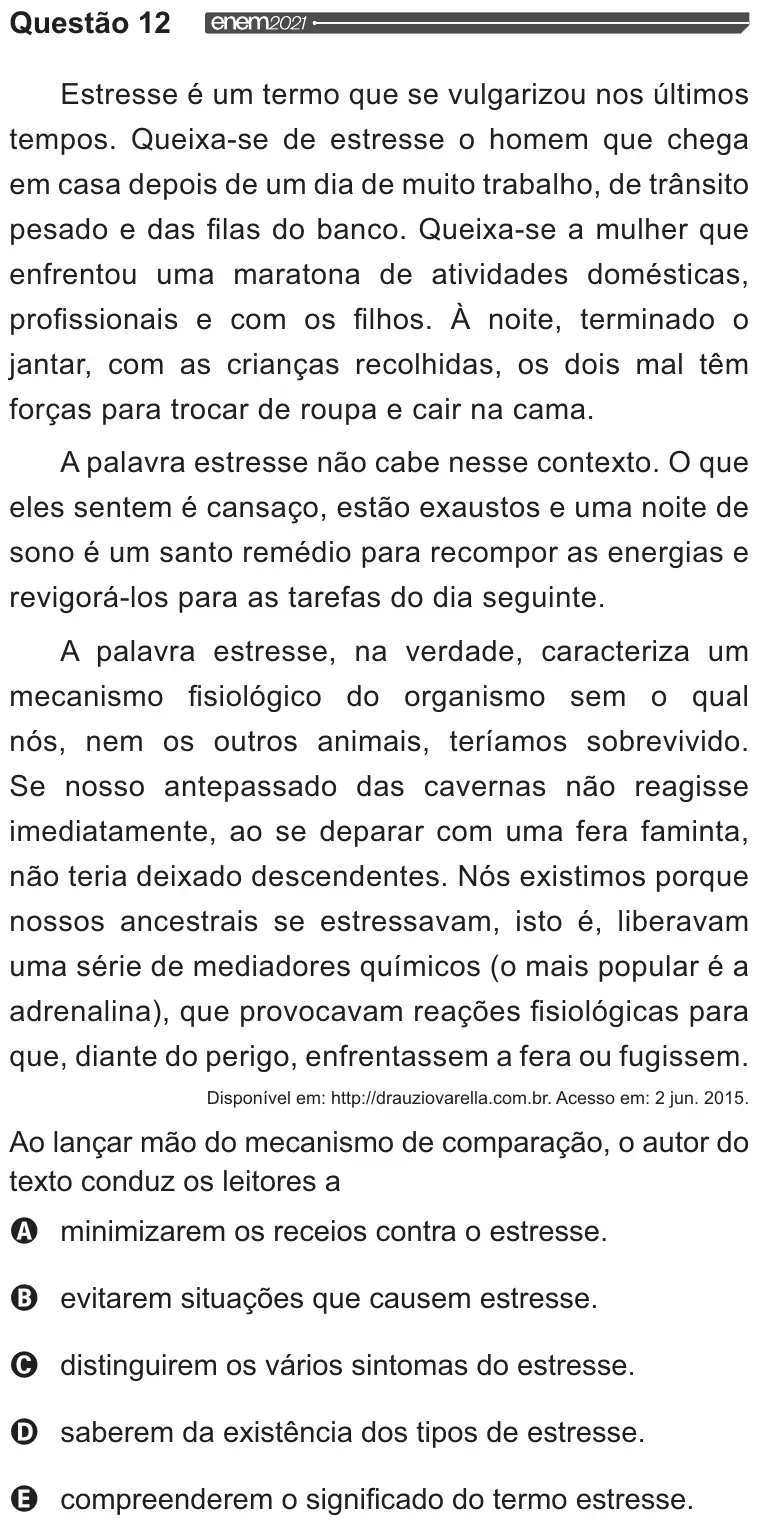 Questão 12 enem2021
Estresse é um termo que se vulgarizou nos últimos
tempos. Queixa-se de estresse o homem que chega
em casa depois de um dia de muito trabalho, de trânsito
pesado e das filas do banco. Queixa-se a mulher que
enfrentou uma maratona de atividades domésticas,
profissionais e com os filhos. À noite, terminado o
jantar, com as crianças recolhidas, os dois mal têm
forças para trocar de roupa e cair na cama.
A palavra estresse não cabe nesse contexto. O que
eles sentem é cansaço, estão exaustos e uma noite de
sono é um santo remédio para recompor as energias e
revigorá-los para as tarefas do dia seguinte.
A palavra estresse, na verdade, caracteriza um
mecanismo fisiológico do organismo sem o qual
nós, nem os outros animais, teríamos sobrevivido.
Se nosso antepassado das cavernas não reagisse
imediatamente, ao se deparar com uma fera faminta,
não teria deixado descendentes. Nós existimos porque
nossos ancestrais se estressavam, isto é, liberavam
uma série de mediadores químicos (o mais popular é a
adrenalina), que provocavam reações fisiológicas para
que, diante do perigo, enfrentassem a fera ou fugissem.
Disponível em: http://drauziovarella.com.br. Acesso em: 2 jun. 2015.
Ao lançar mão do mecanismo de comparação, o autor do
texto conduz os leitores a
A minimizarem os receios contra o estresse.
B evitarem situações que causem estresse.
C distinguirem os vários sintomas do estresse.
D saberem da existência dos tipos de estresse.
E compreenderem o significado do termo estresse.